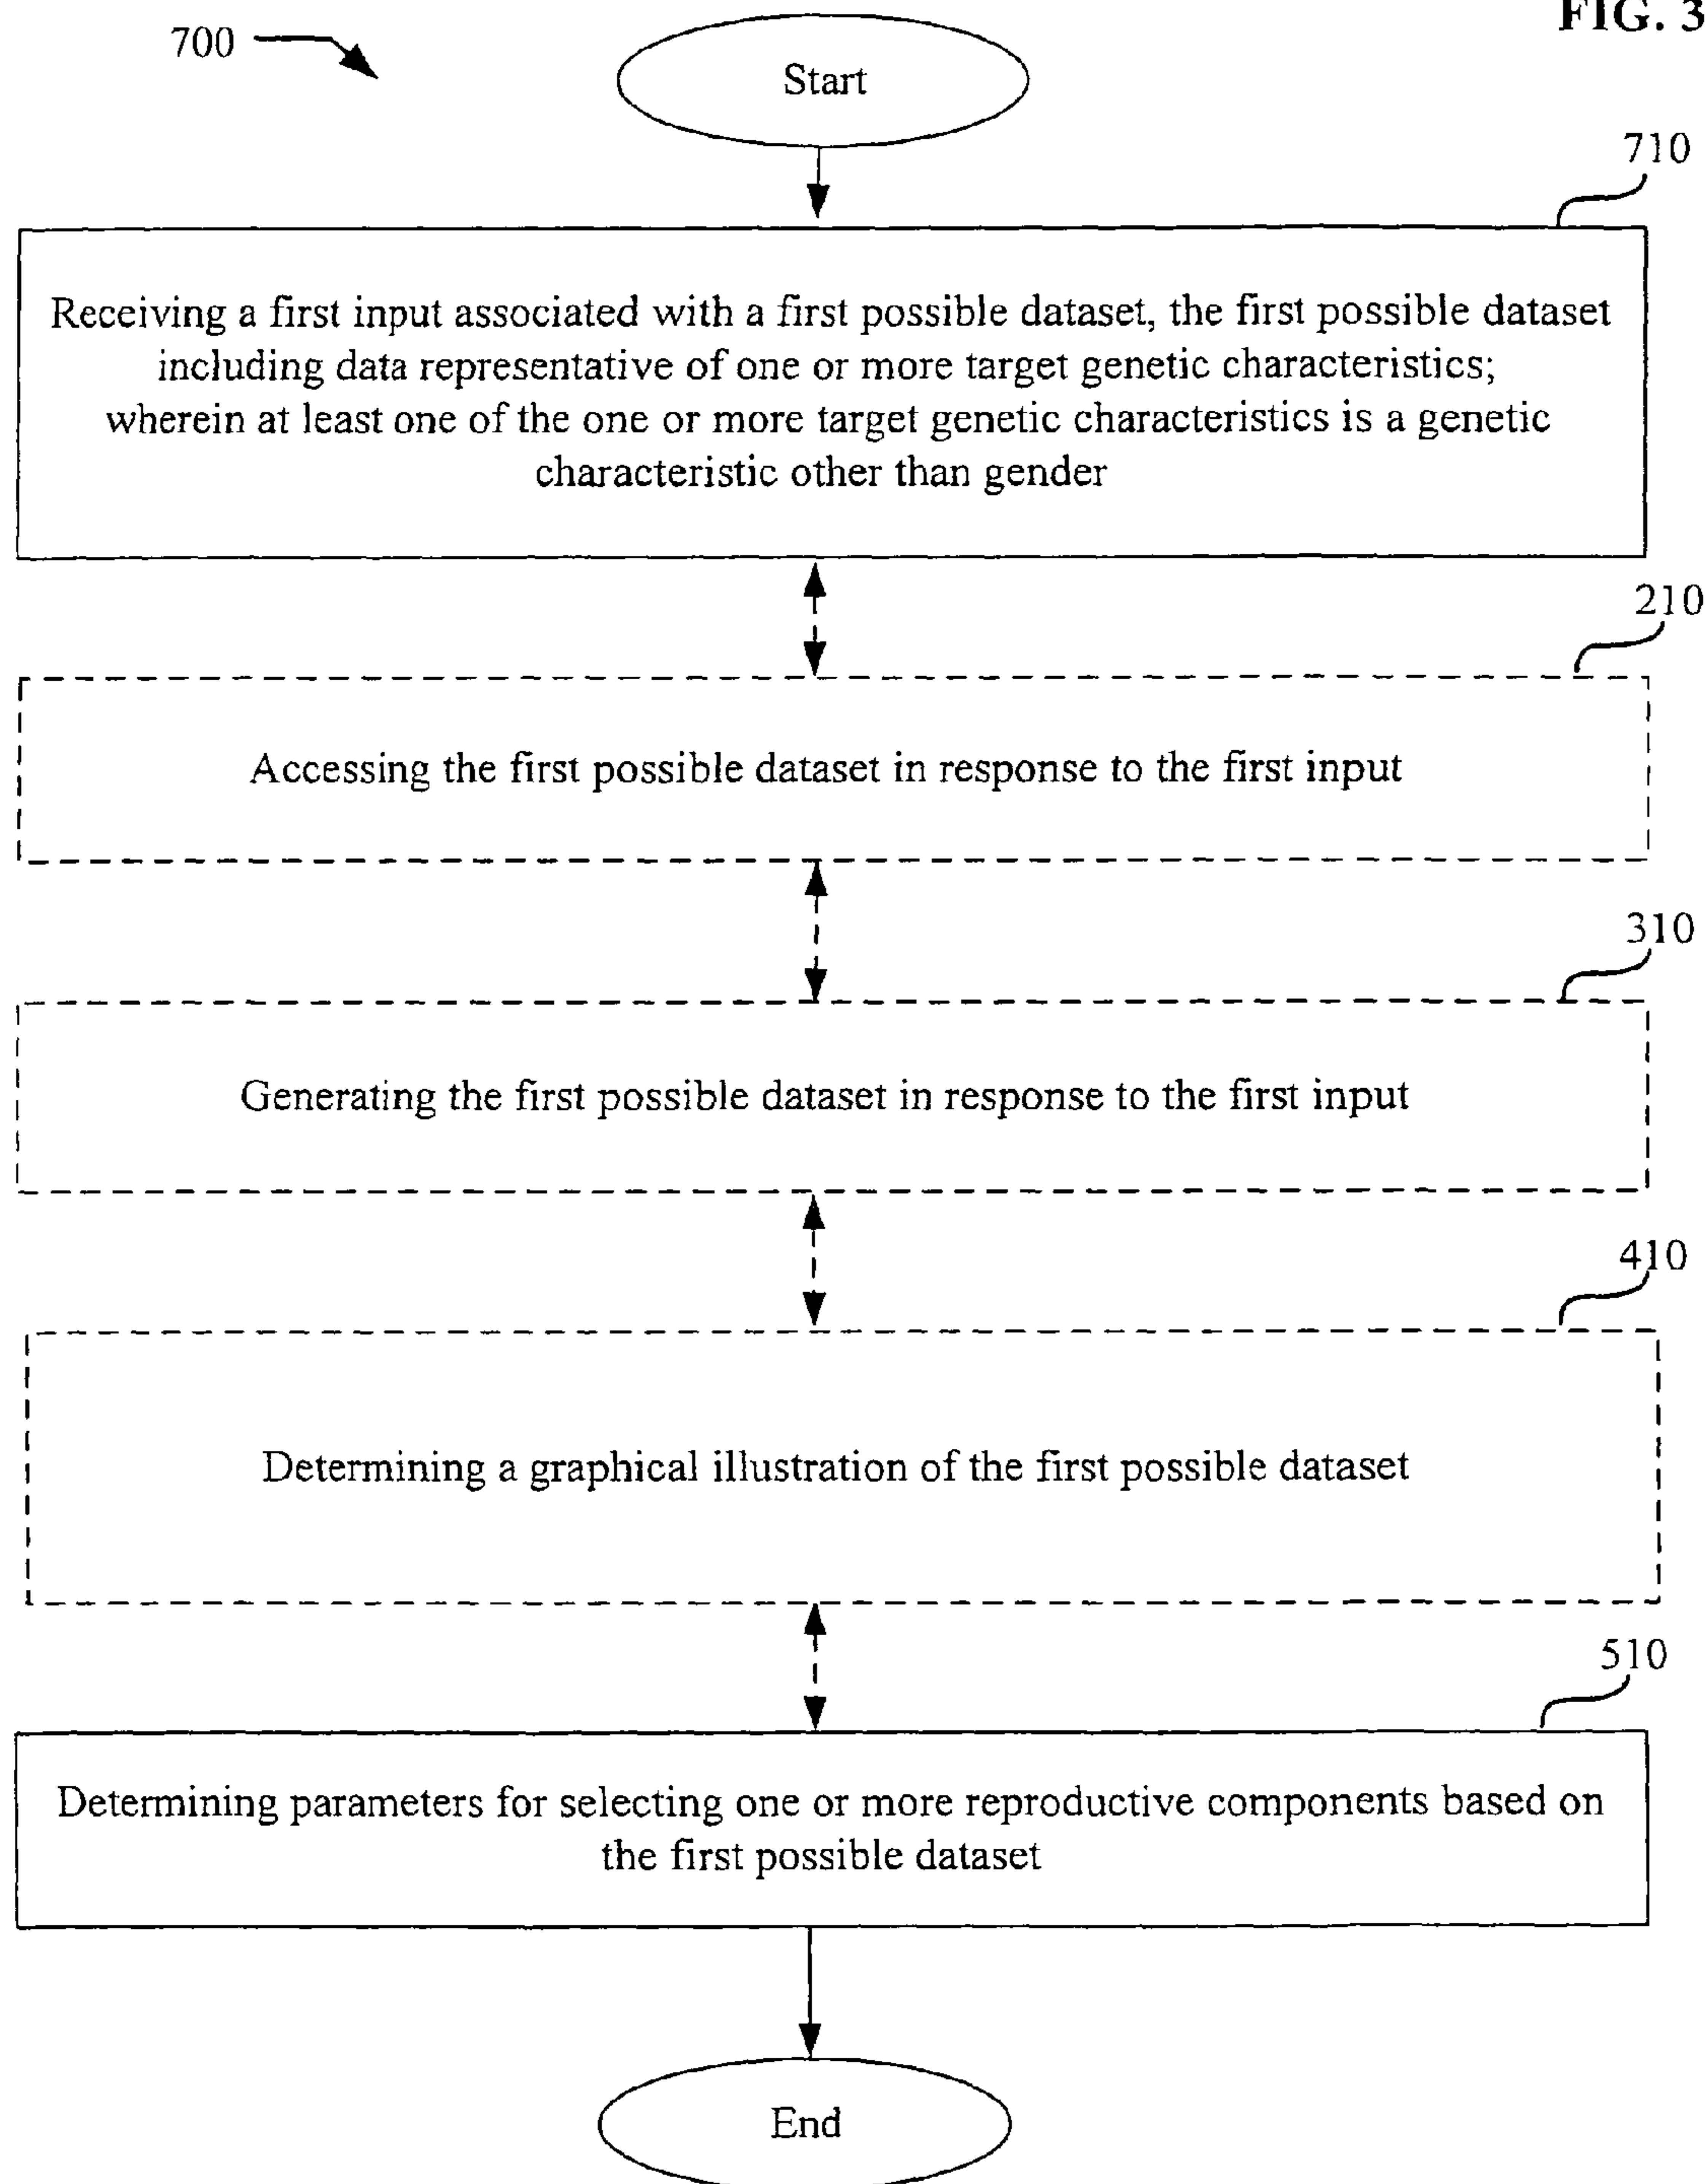 FIG. 3
700
Start
710
Receiving a first input associated with a first possible dataset, the first possible dataset
including data representative of one or more target genetic characteristics;
wherein at least one of the one or more target genetic characteristics is a genetic
characteristic other than gender
210
Accessing the first possible dataset in response to the first input
310
Generating the first possible dataset in response to the first input
410
Determining a graphical illustration of the first possible dataset
510
Determining parameters for selecting one or more reproductive components based on
the first possible dataset
End